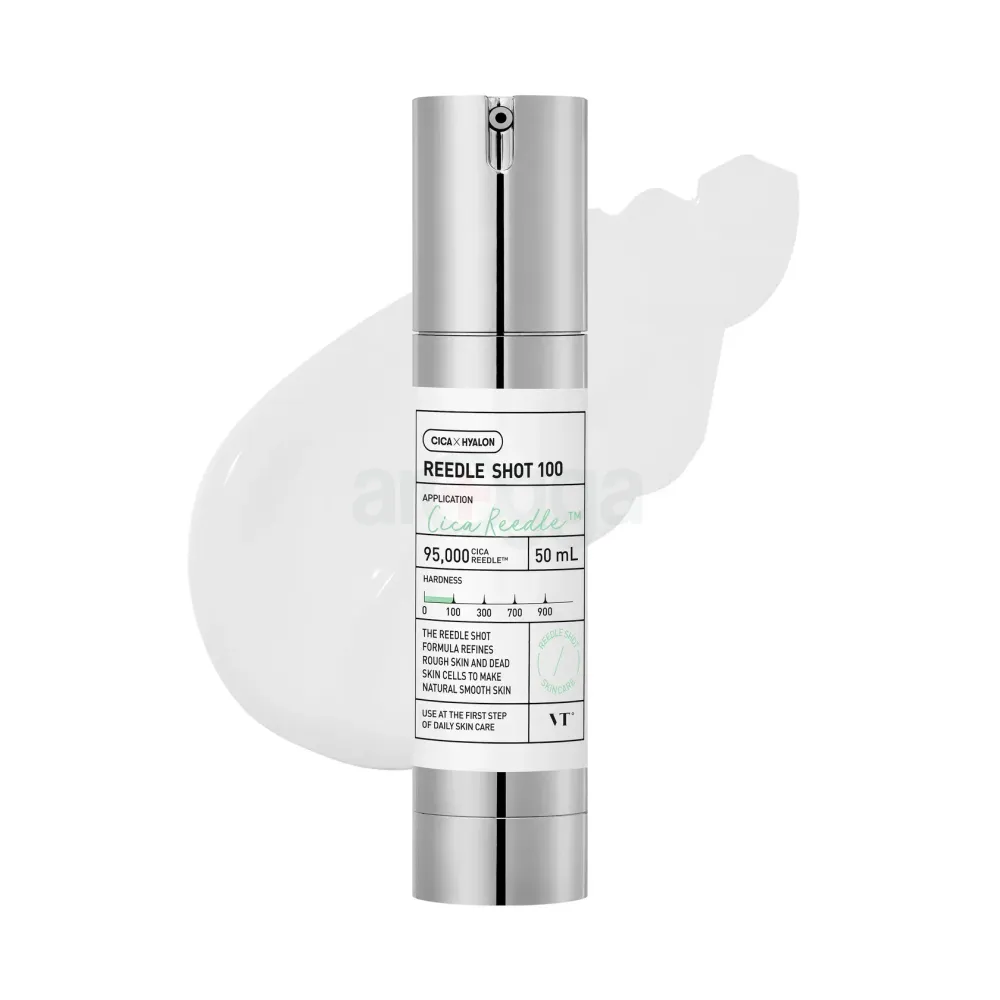 CICA×HYALON
REEDLE SHOT 100
APPLICATION
Cica Reedle™
95,000 CICA REEDLE™
50 mL
HARDNESS
0 100 300 700 900
THE REEDLE SHOT
FORMULA REFINES
ROUGH SKIN AND DEAD
SKIN CELLS TO MAKE
NATURAL SMOOTH SKIN
REEDLE SHOT
SKINCARE
USE AT THE FIRST STEP
OF DAILY SKIN CARE
VT